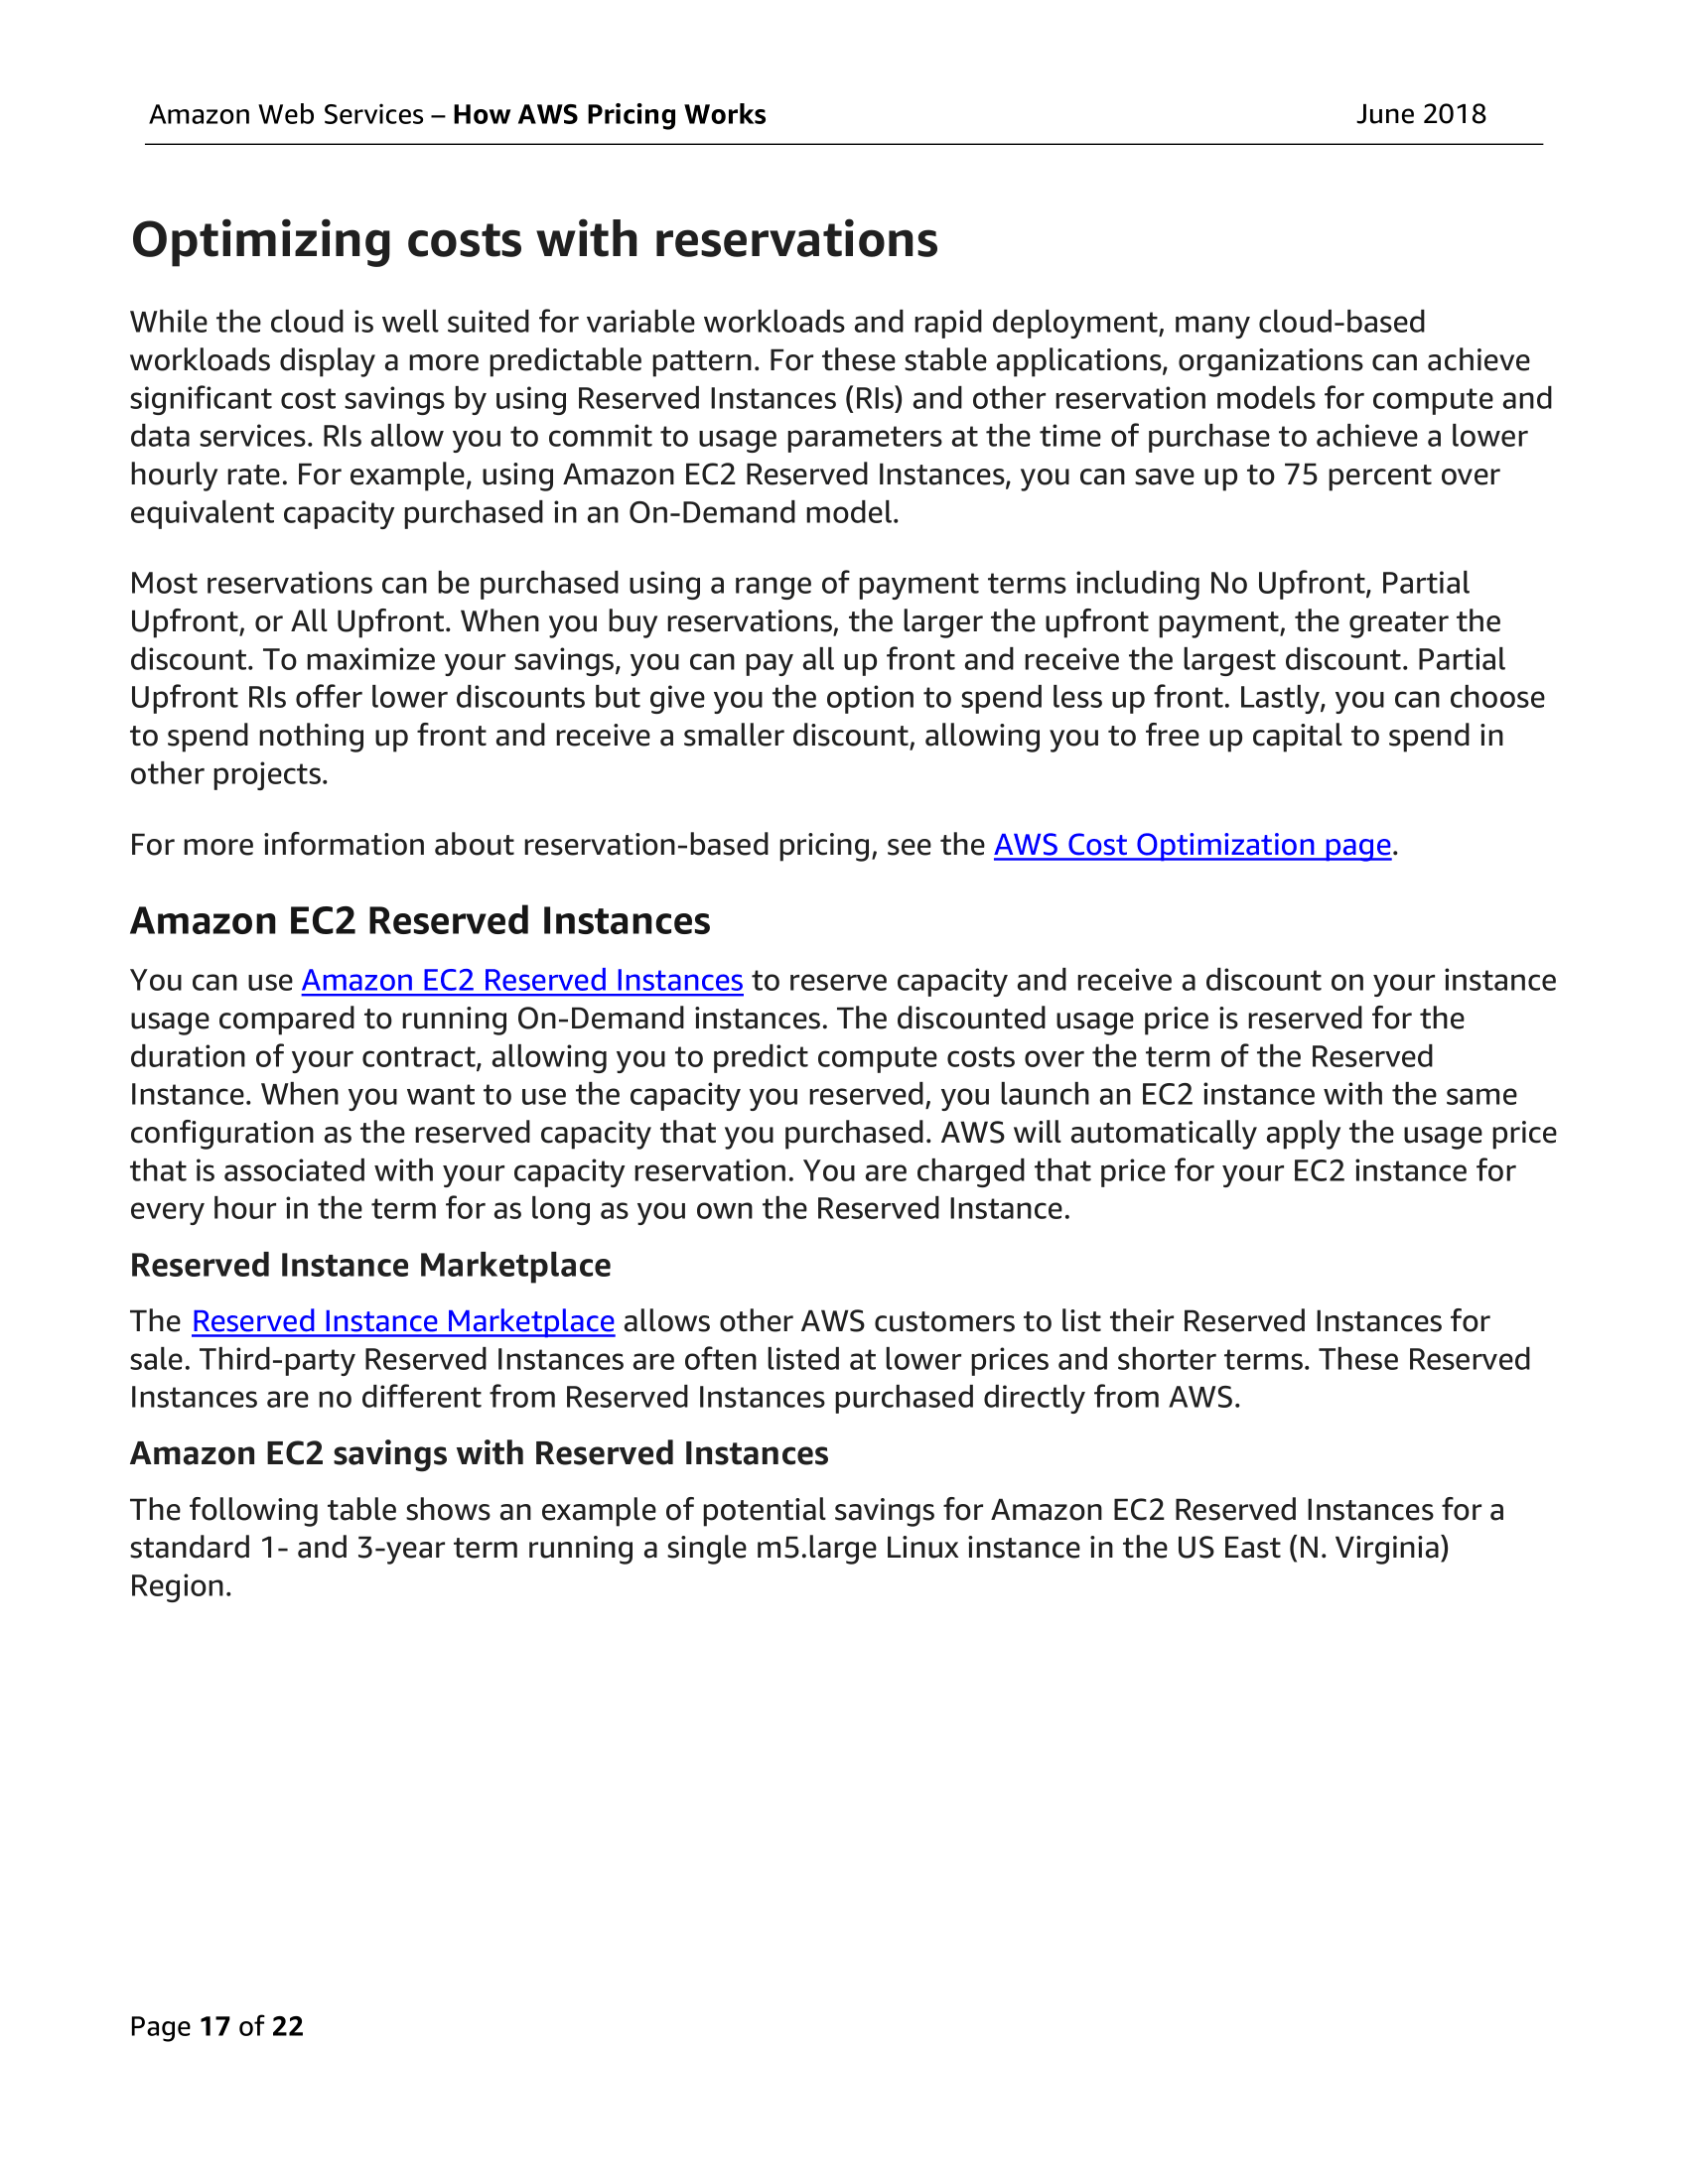 Amazon Web Services – How AWS Pricing Works June 2018
Optimizing costs with reservations
While the cloud is well suited for variable workloads and rapid deployment, many cloud-based
workloads display a more predictable pattern. For these stable applications, organizations can achieve
significant cost savings by using Reserved Instances (RIs) and other reservation models for compute and
data services. RIs allow you to commit to usage parameters at the time of purchase to achieve a lower
hourly rate. For example, using Amazon EC2 Reserved Instances, you can save up to 75 percent over
equivalent capacity purchased in an On-Demand model.
Most reservations can be purchased using a range of payment terms including No Upfront, Partial
Upfront, or All Upfront. When you buy reservations, the larger the upfront payment, the greater the
discount. To maximize your savings, you can pay all up front and receive the largest discount. Partial
Upfront RIs offer lower discounts but give you the option to spend less up front. Lastly, you can choose
to spend nothing up front and receive a smaller discount, allowing you to free up capital to spend in
other projects.
For more information about reservation-based pricing, see the AWS Cost Optimization page.
Amazon EC2 Reserved Instances
You can use Amazon EC2 Reserved Instances to reserve capacity and receive a discount on your instance
usage compared to running On-Demand instances. The discounted usage price is reserved for the
duration of your contract, allowing you to predict compute costs over the term of the Reserved
Instance. When you want to use the capacity you reserved, you launch an EC2 instance with the same
configuration as the reserved capacity that you purchased. AWS will automatically apply the usage price
that is associated with your capacity reservation. You are charged that price for your EC2 instance for
every hour in the term for as long as you own the Reserved Instance.
Reserved Instance Marketplace
The Reserved Instance Marketplace allows other AWS customers to list their Reserved Instances for
sale. Third-party Reserved Instances are often listed at lower prices and shorter terms. These Reserved
Instances are no different from Reserved Instances purchased directly from AWS.
Amazon EC2 savings with Reserved Instances
The following table shows an example of potential savings for Amazon EC2 Reserved Instances for a
standard 1- and 3-year term running a single m5.large Linux instance in the US East (N. Virginia)
Region.
Page 17 of 22